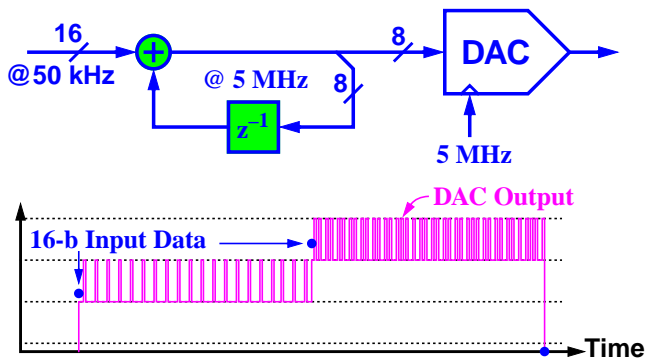 16
@50 kHz
+
@ 5 MHz
8
8
z–1
DAC
5 MHz
DAC Output
16-b Input Data
Time